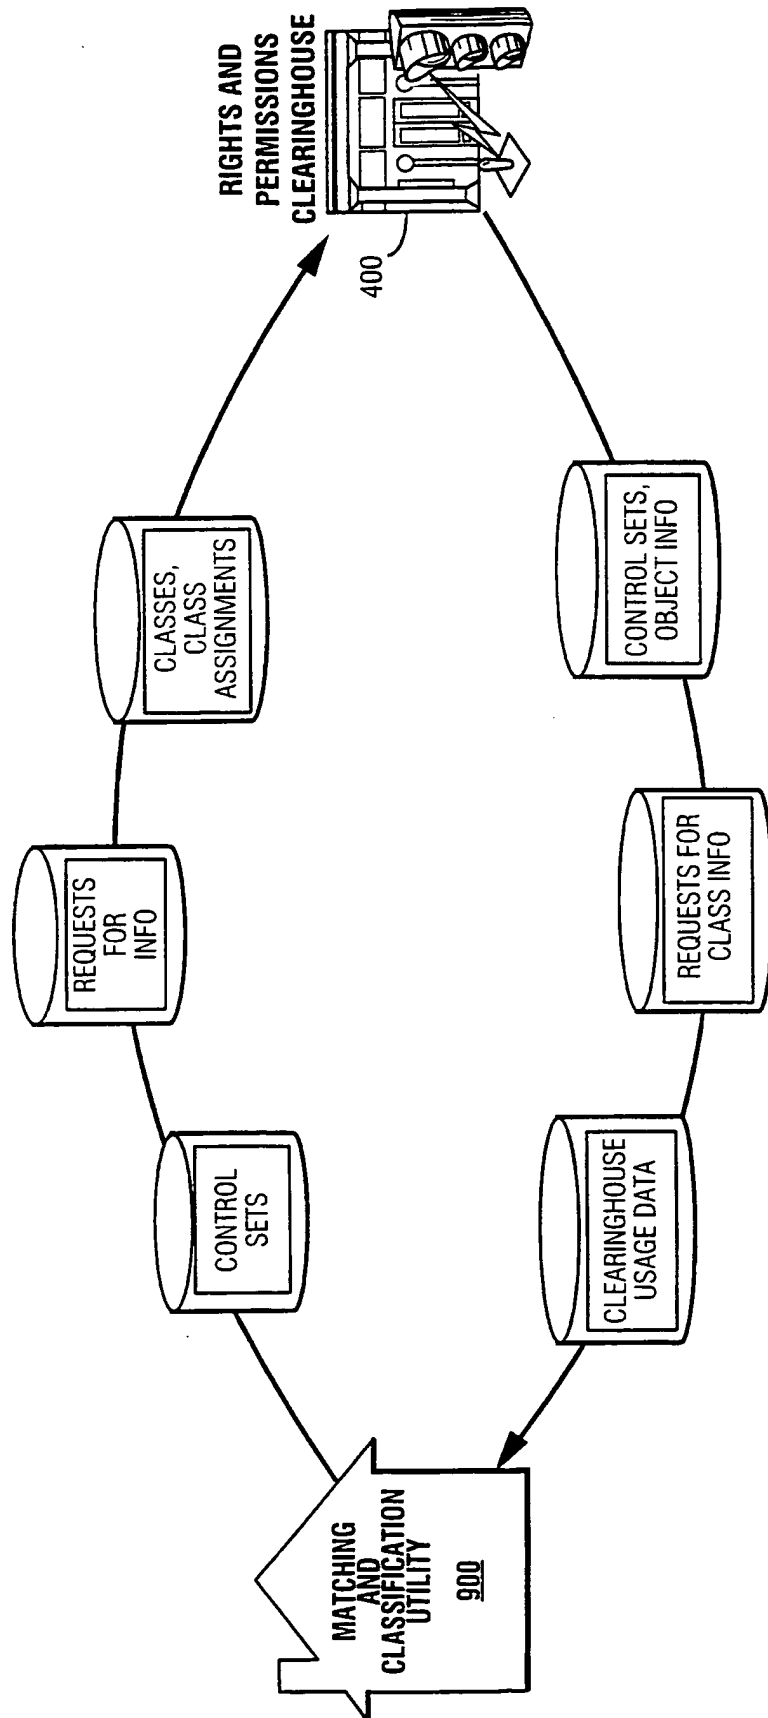 RIGHTS AND
PERMISSIONS
CLEARINGHOUSE
400
CLASSES,
CLASS
ASSIGNMENTS
REQUESTS
FOR
INFO
CONTROL
SETS
MATCHING
AND
CLASSIFICATION
UTILITY
900
CLEARINGHOUSE
USAGE DATA
REQUESTS FOR
CLASS INFO
CONTROL SETS,
OBJECT INFO